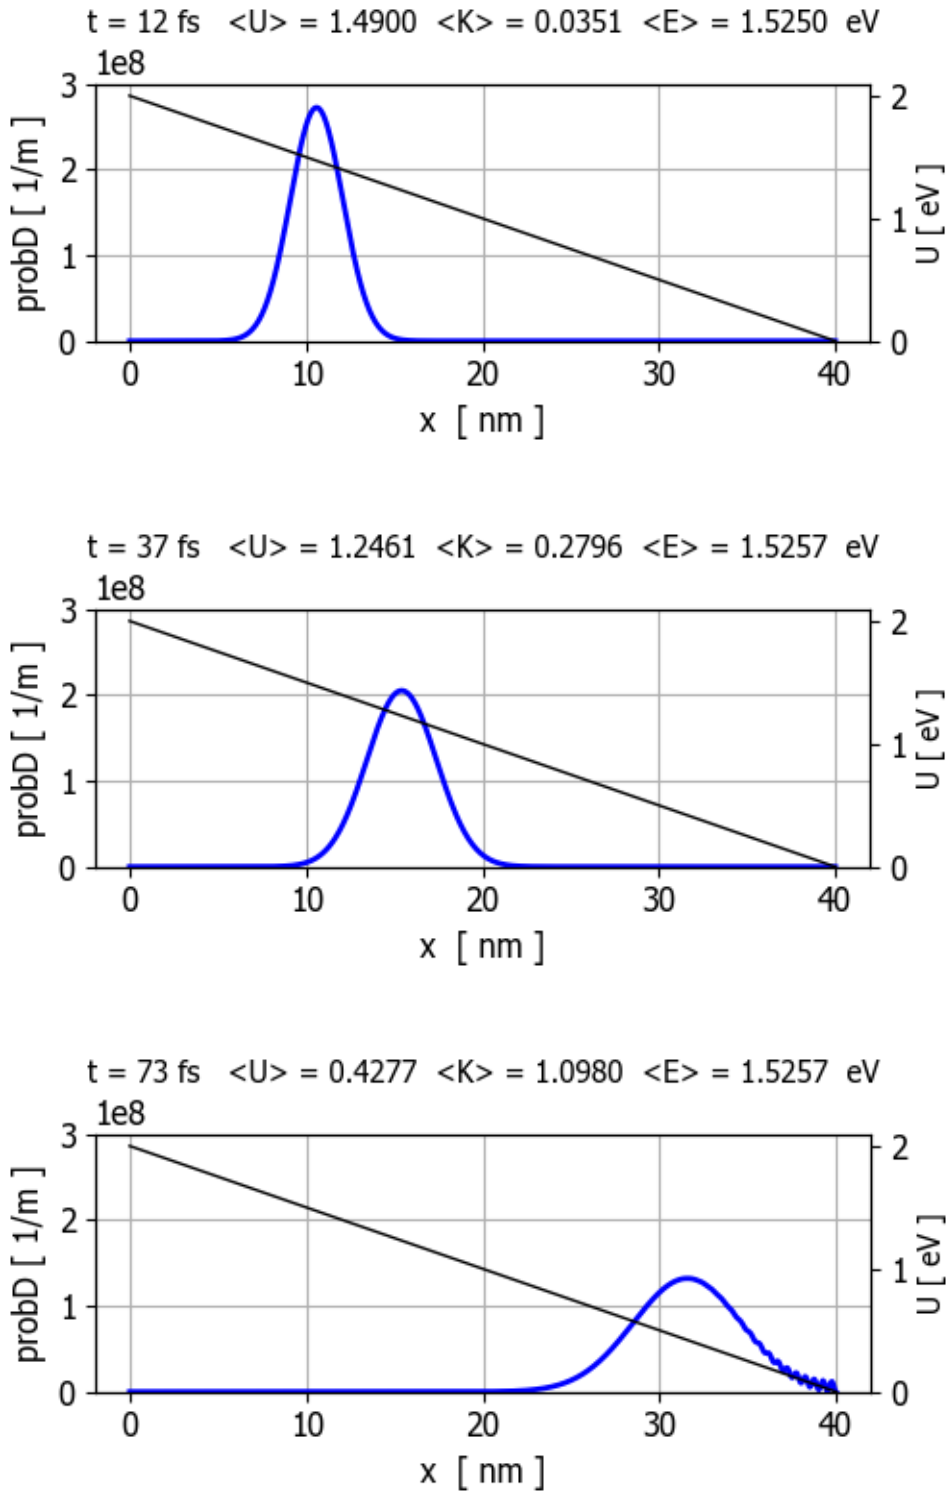 t = 12 fs <U> = 1.4900 <K> = 0.0351 <E> = 1.5250 eV
1e8
3
2
1
0
probD [ 1/m ]
2
1
0
U [ eV ]
0 10 20 30 40
x [ nm ]
t = 37 fs <U> = 1.2461 <K> = 0.2796 <E> = 1.5257 eV
1e8
3
2
1
0
probD [ 1/m ]
2
1
0
U [ eV ]
0 10 20 30 40
x [ nm ]
t = 73 fs <U> = 0.4277 <K> = 1.0980 <E> = 1.5257 eV
1e8
3
2
1
0
probD [ 1/m ]
2
1
0
U [ eV ]
0 10 20 30 40
x [ nm ]